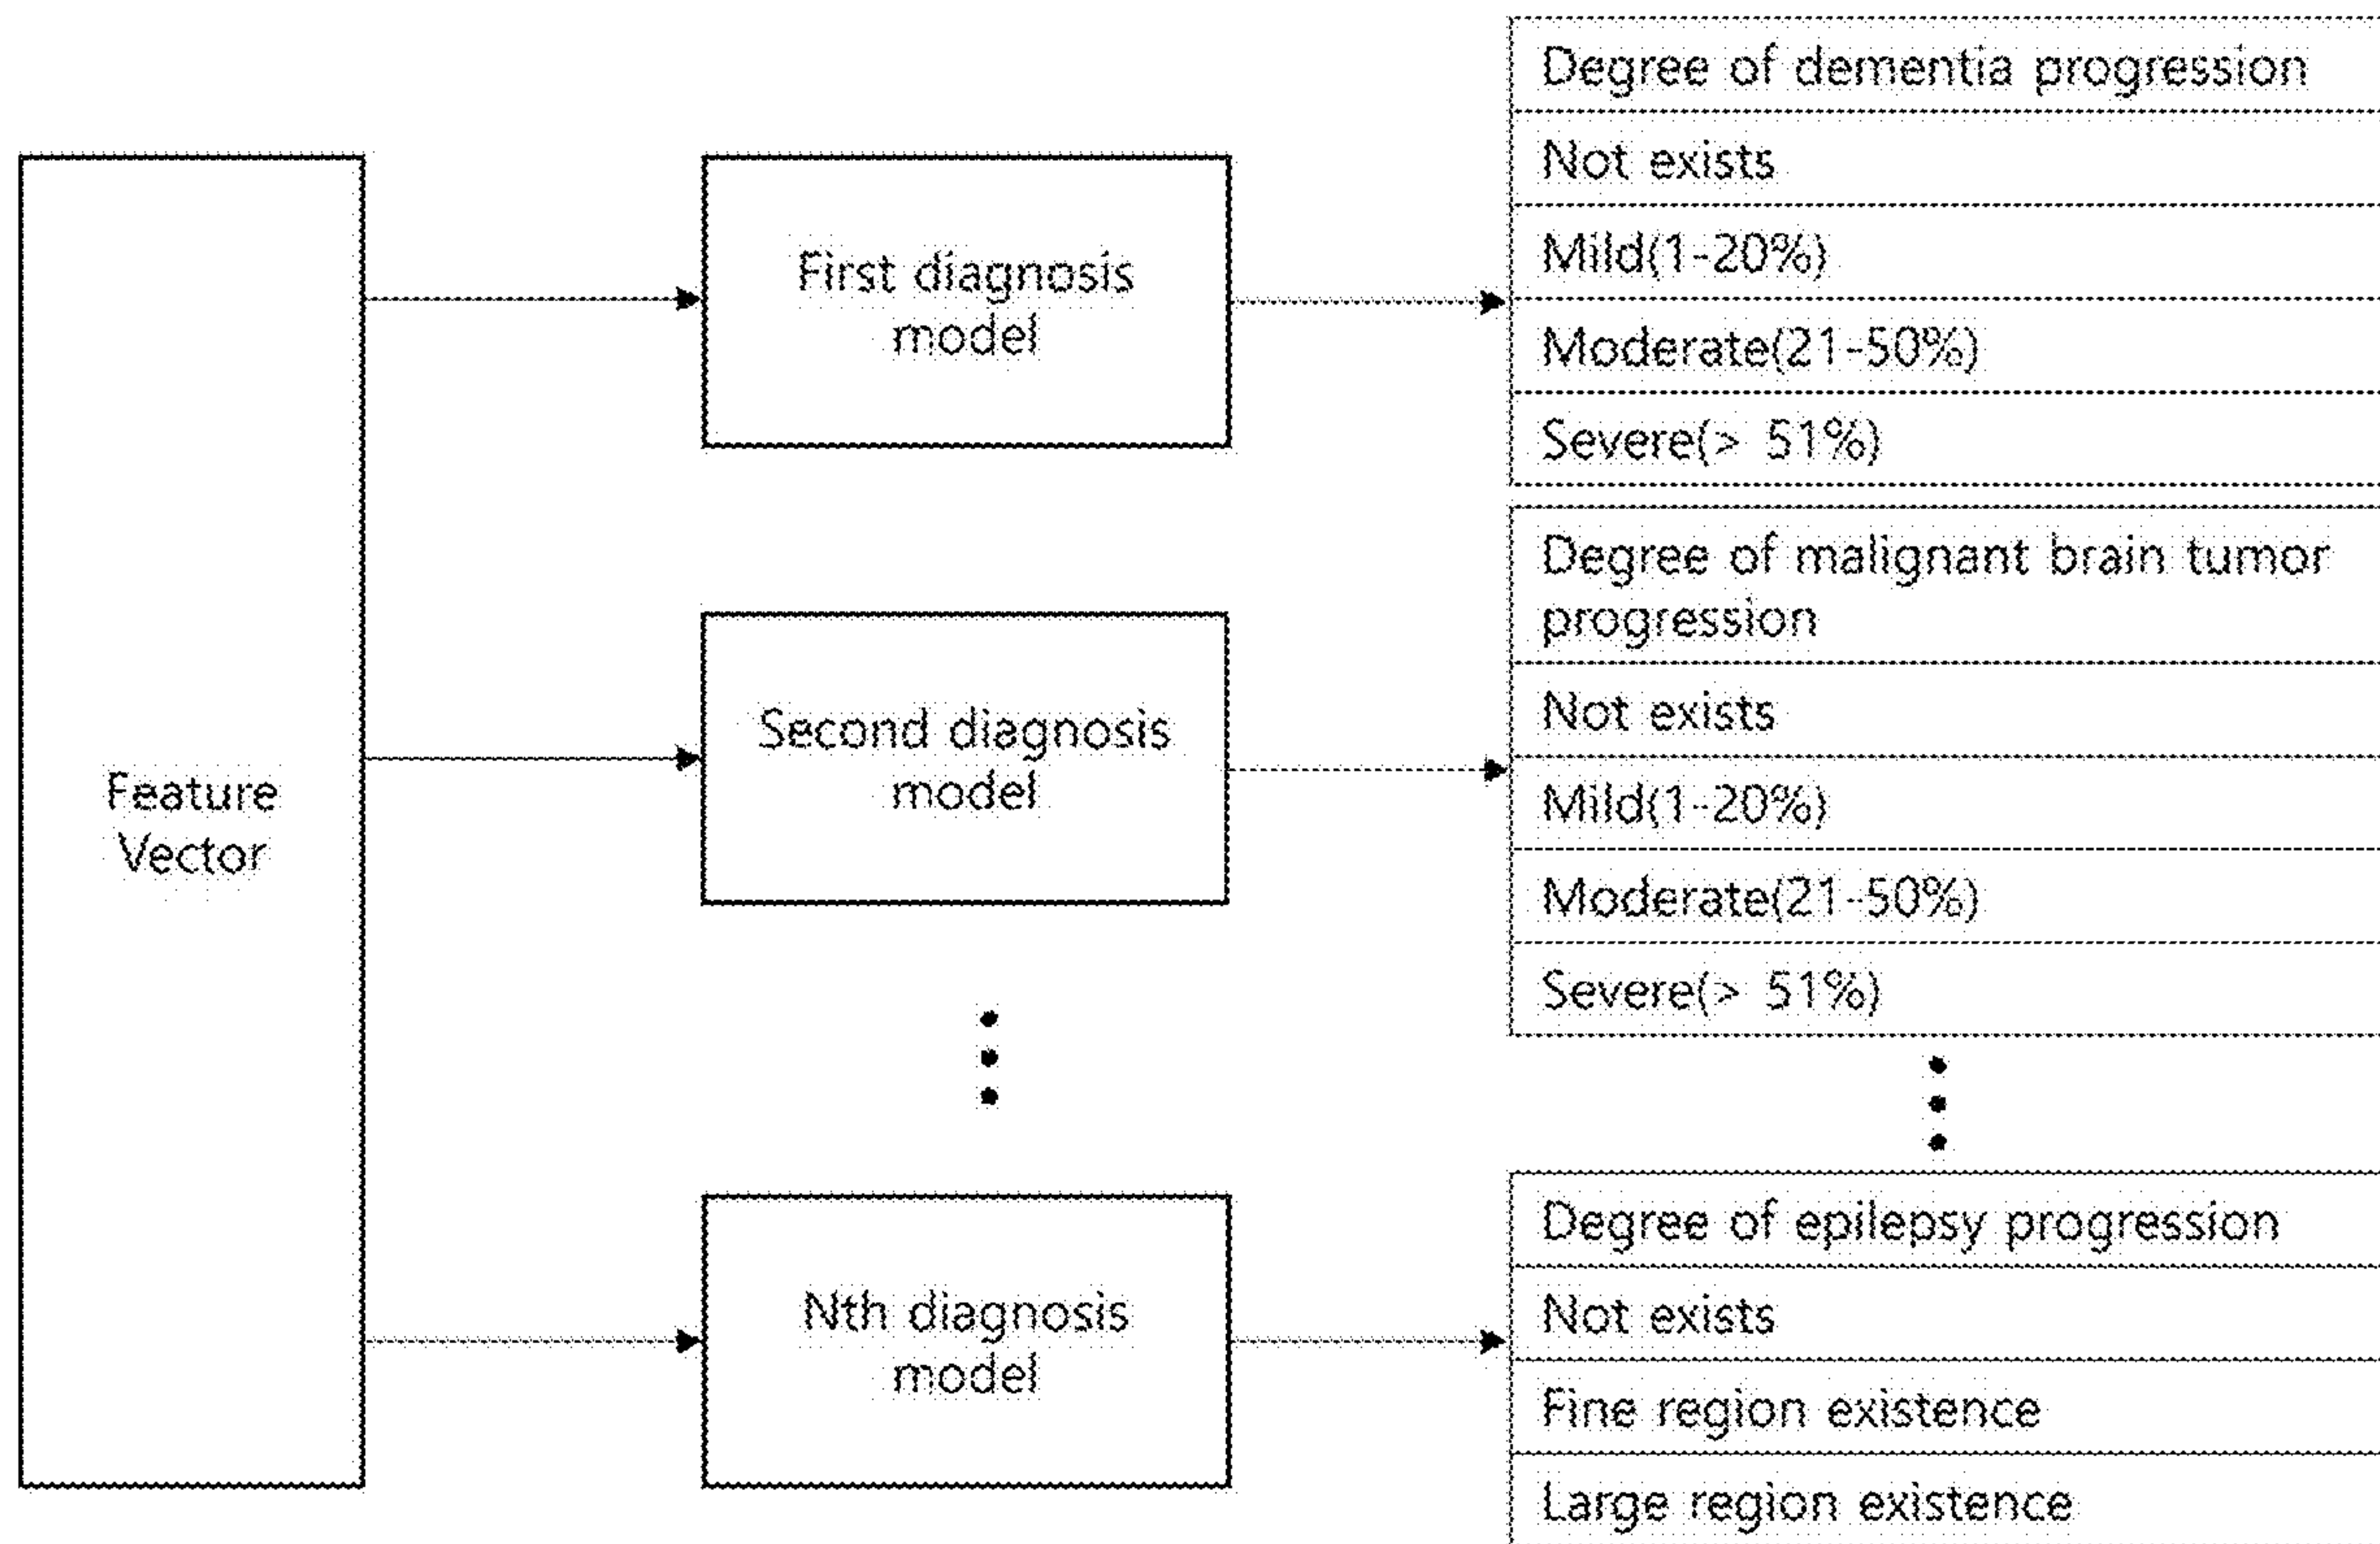 Feature
Vector
First diagnosis
model
Second diagnosis
model
Nth diagnosis
model
Degree of dementia progression
Not exists
Mild(1-20%)
Moderate(21-50%)
Severe(> 51%)
Degree of malignant brain tumor
progression
Not exists
Mild(1-20%)
Moderate(21-50%)
Severe(> 51%)
Degree of epilepsy progression
Not exists
Fine region existence
Large region existence